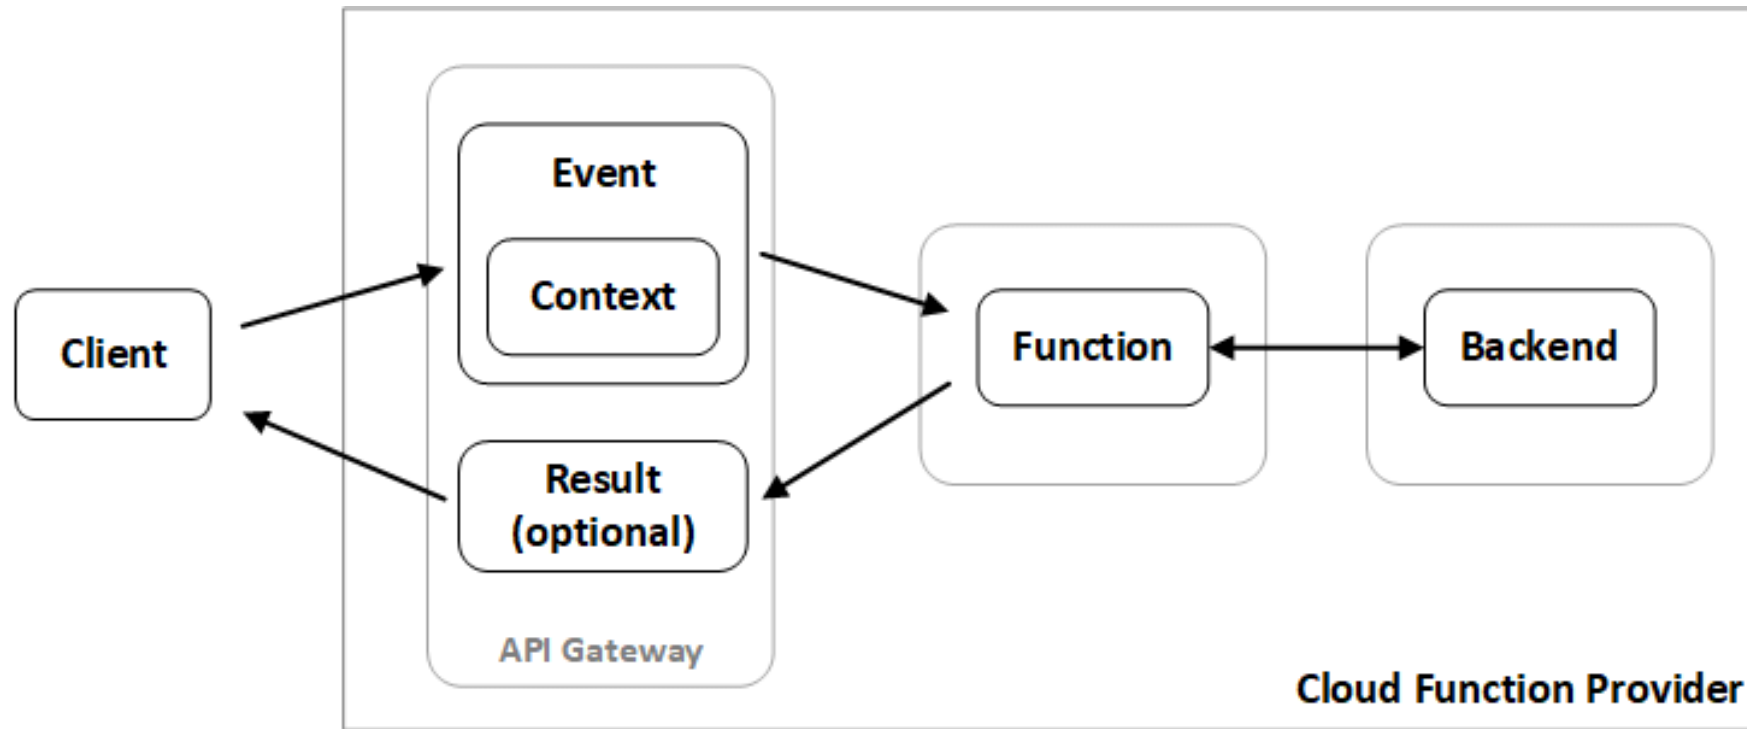 Event
Context
Client
Function
Backend
Result
(optional)
API Gateway
Cloud Function Provider